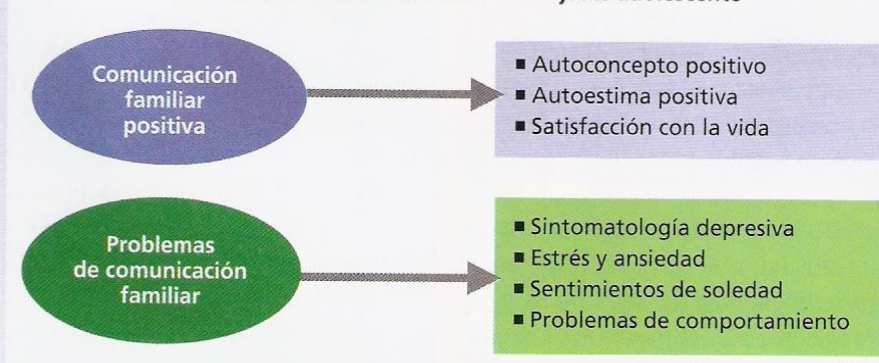 adolescente
Comunicación
familiar
positiva
■ Autoconcepto positivo
■ Autoestima positiva
■ Satisfacción con la vida
Problemas
de comunicación
familiar
■ Sintomatología depresiva
■ Estrés y ansiedad
■ Sentimientos de soledad
■ Problemas de comportamiento